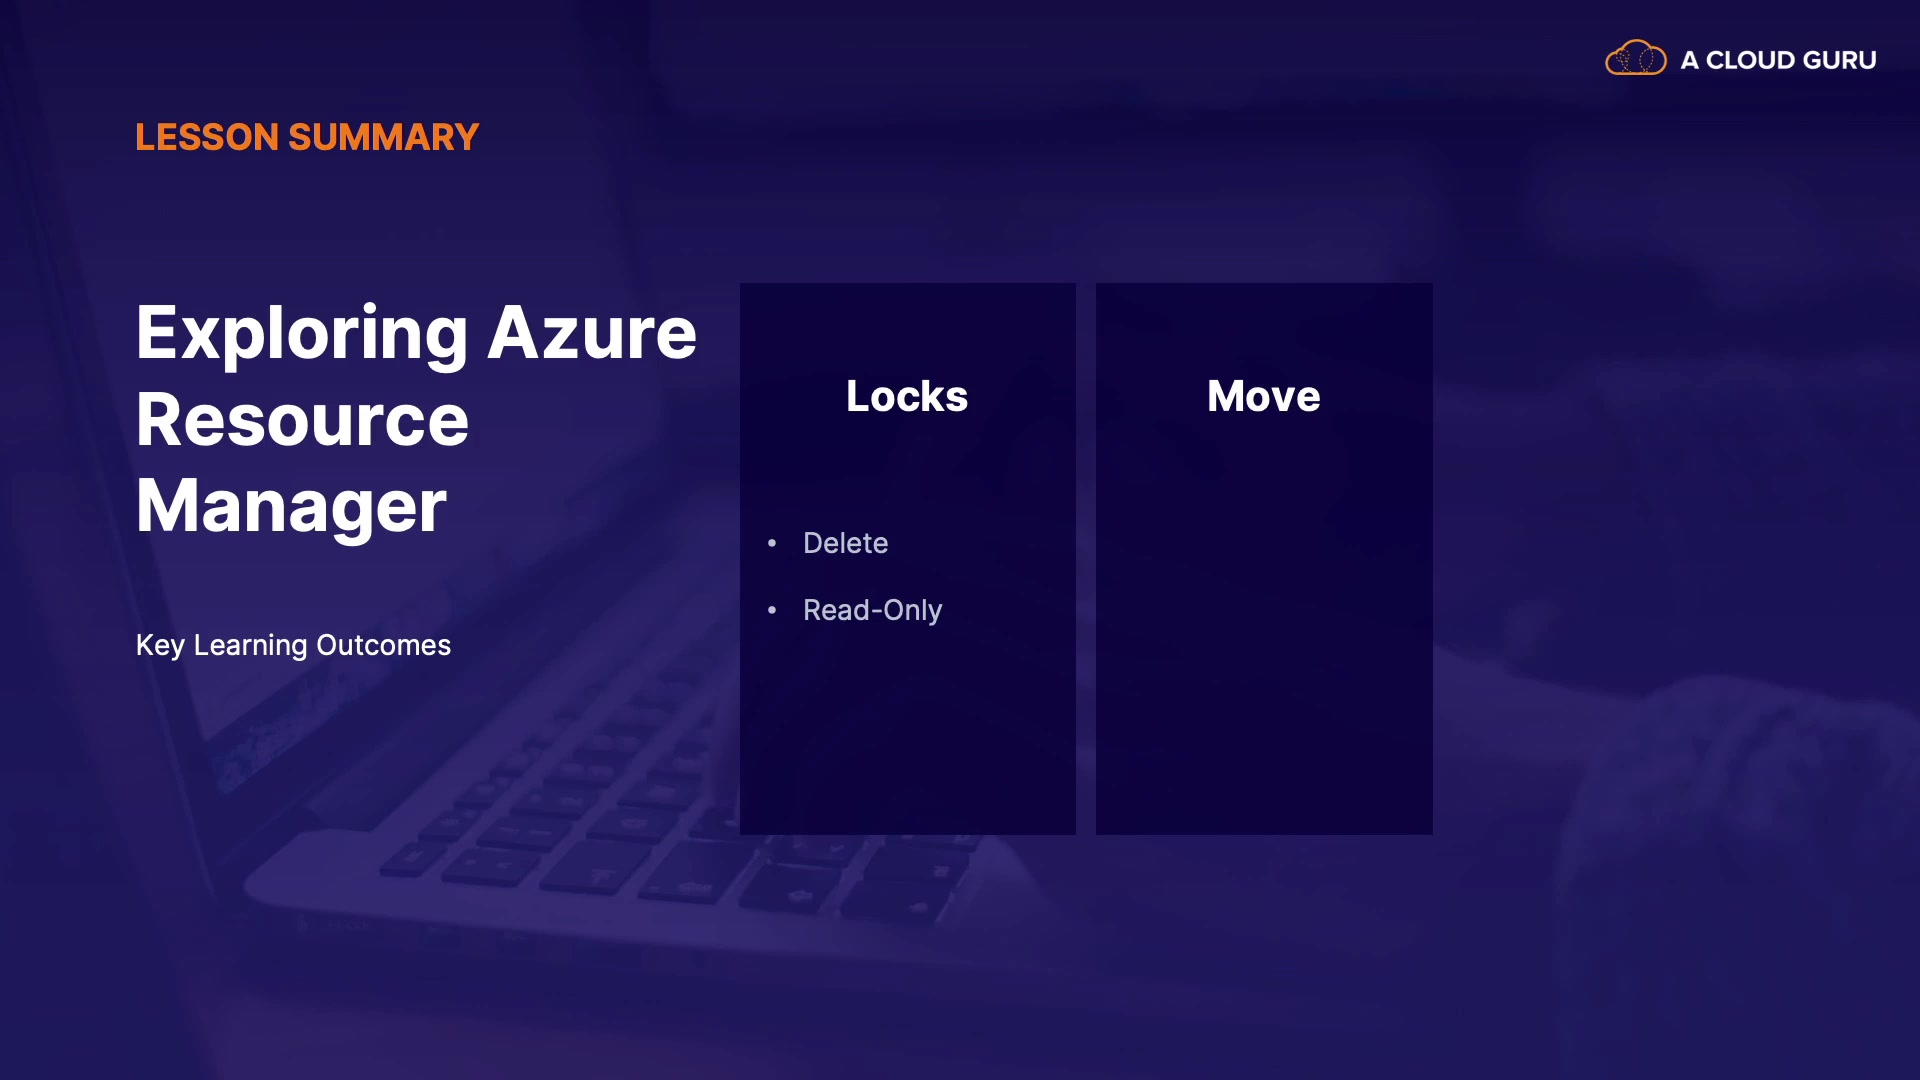 A CLOUD GURU
LESSON SUMMARY
Exploring Azure
Resource
Manager
Key Learning Outcomes
Locks
• Delete
• Read-Only
Move